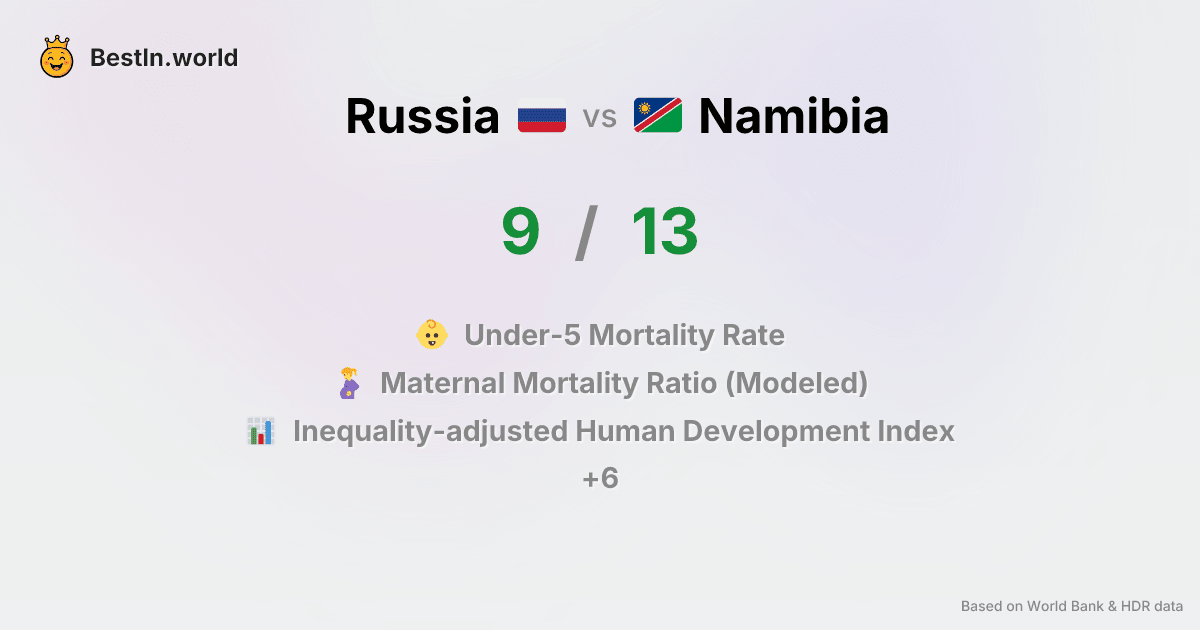 BestIn.world
Russia vs Namibia
9 / 13
Under-5 Mortality Rate
Maternal Mortality Ratio (Modeled)
Inequality-adjusted Human Development Index
+6
Based on World Bank & HDR data